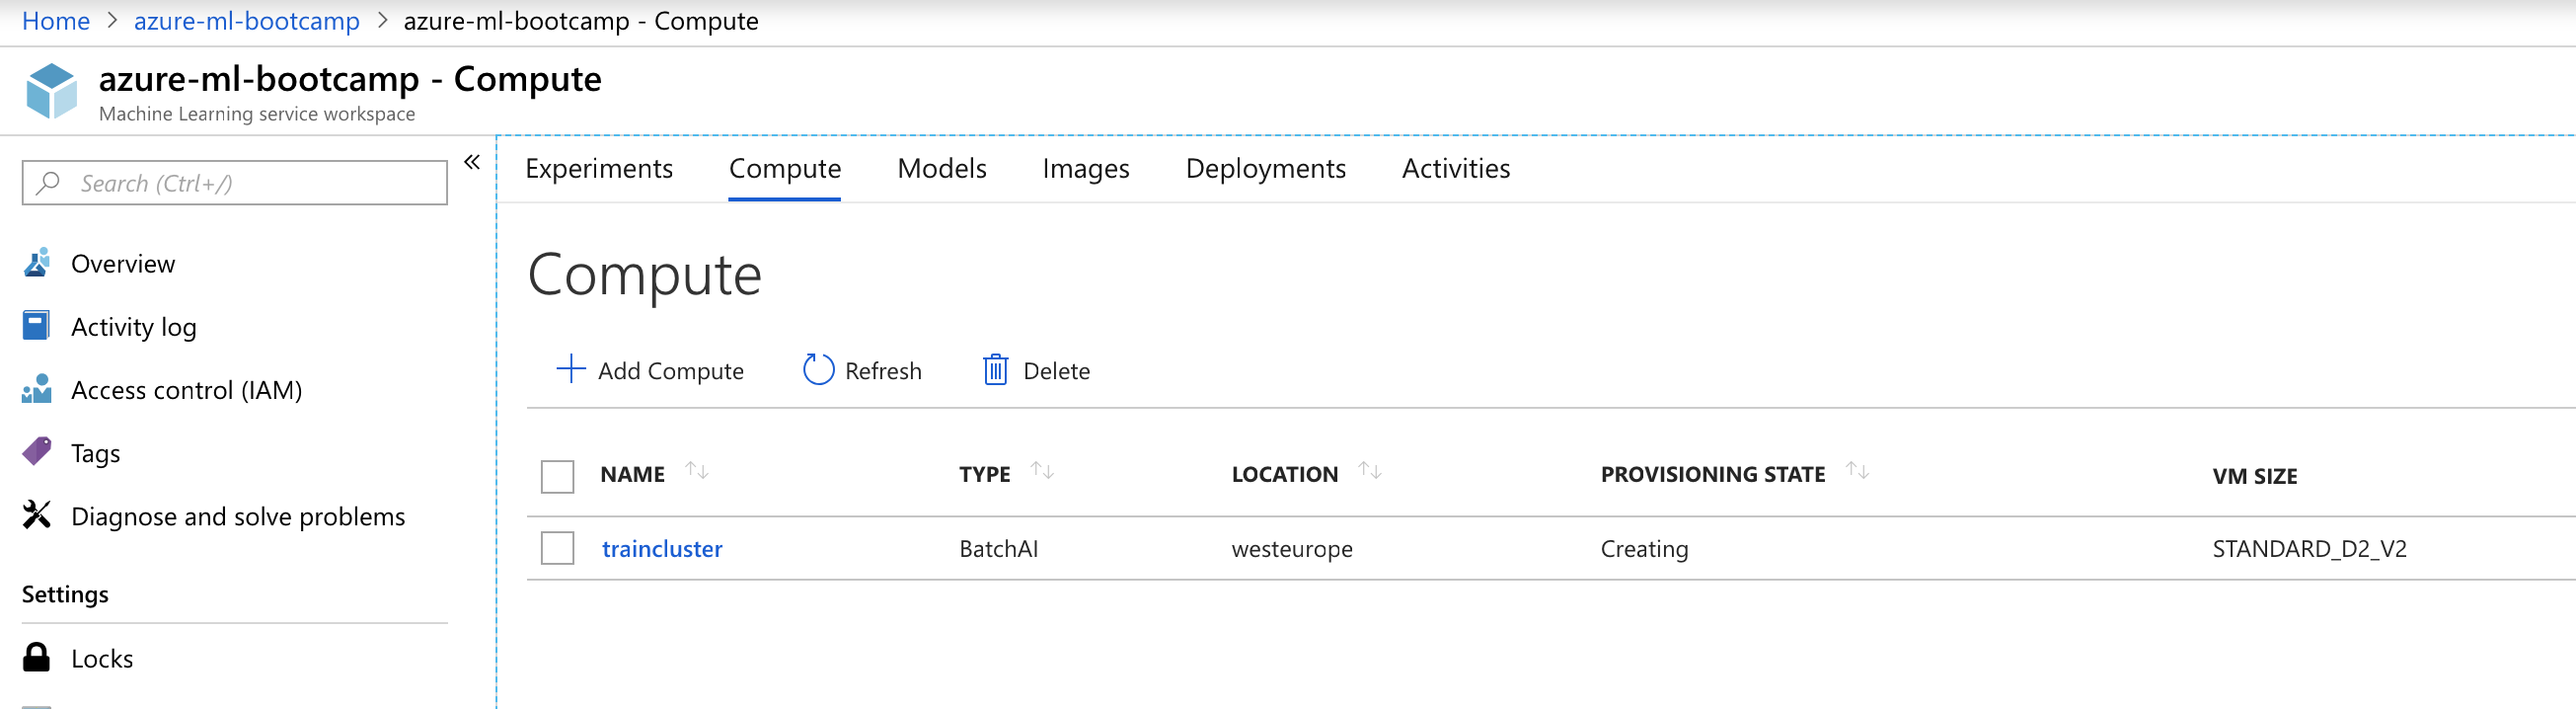 Home > azure-ml-bootcamp > azure-ml-bootcamp - Compute
azure-ml-bootcamp - Compute
Machine Learning service workspace
Search (Ctrl+/)
«
Overview
Activity log
Access control (IAM)
Tags
Diagnose and solve problems
Settings
Locks
Experiments Compute Models Images Deployments Activities
Compute
Add Compute Refresh Delete
NAME TYPE LOCATION PROVISIONING STATE VM SIZE
traincluster BatchAI westeurope Creating STANDARD_D2_V2